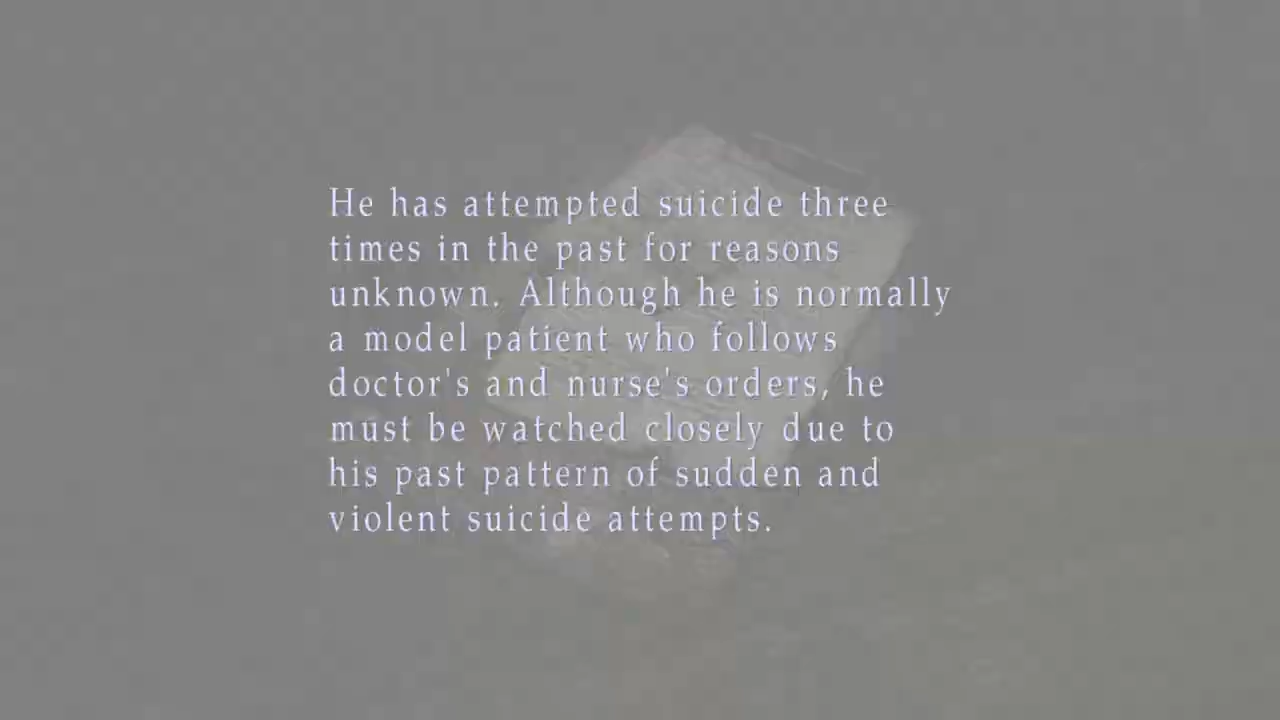 He has attempted suicide three
times in the past for reasons
unknown. Although he is normally
a model patient who follows
doctor's and nurse's orders, he
must be watched closely due to
his past pattern of sudden and
violent suicide attempts.